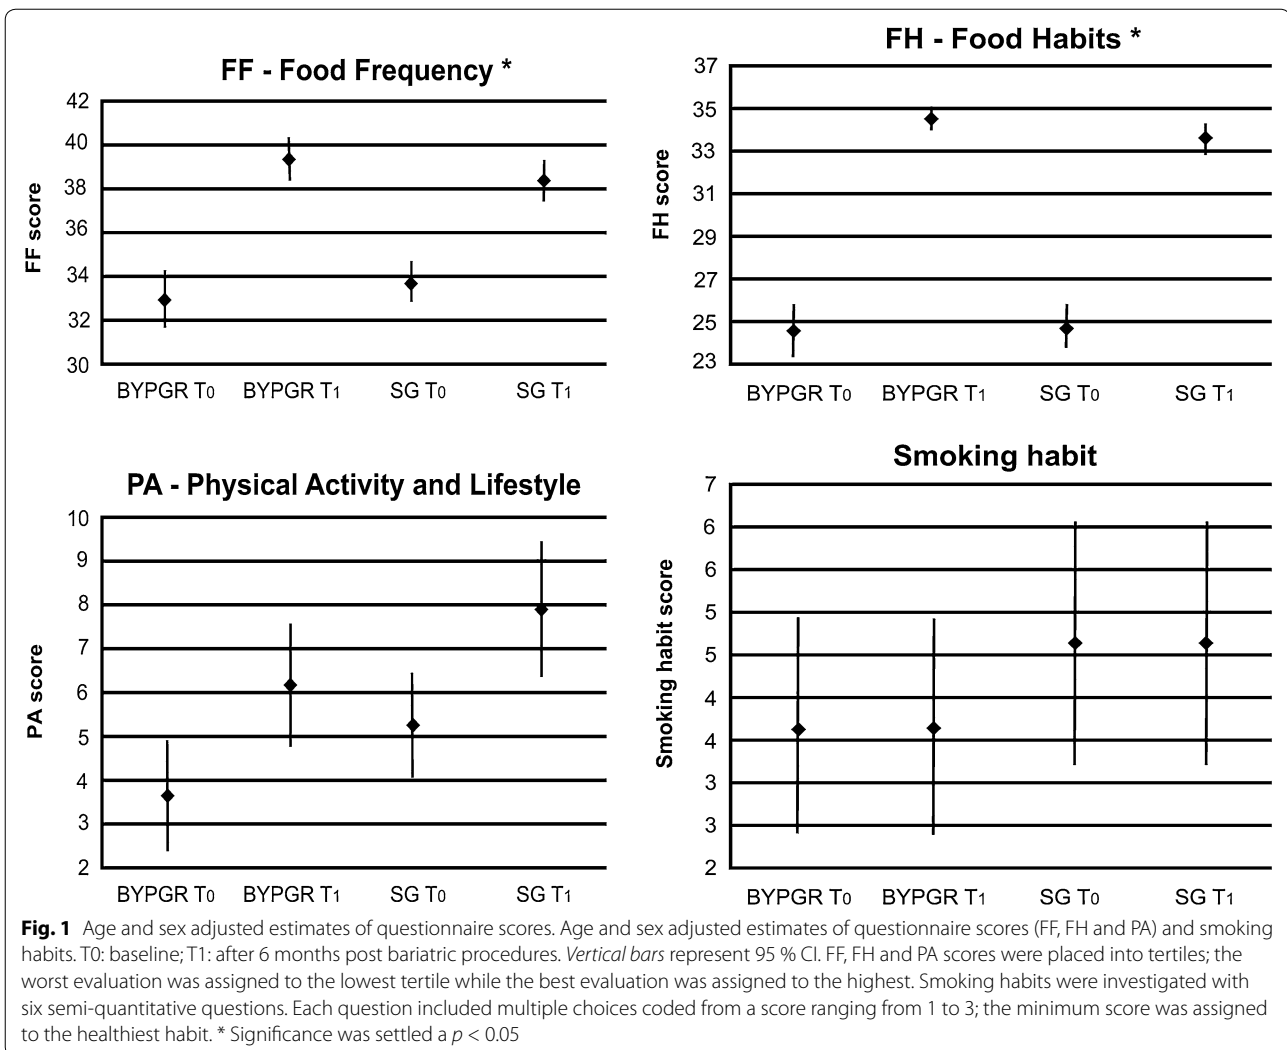 FF - Food Frequency *
42
40
38
36
34
32
30
FF score
BYPGR T0 BYPGR T1 SG T0 SG T1
FH - Food Habits *
37
35
33
31
29
27
25
23
FH score
BYPGR T0 BYPGR T1 SG T0 SG T1
PA - Physical Activity and Lifestyle
10
9
8
7
6
5
4
3
2
PA score
BYPGR T0 BYPGR T1 SG T0 SG T1
Smoking habit
7
6
6
5
5
4
4
3
3
2
Smoking habit score
BYPGR T0 BYPGR T1 SG T0 SG T1
Fig. 1 Age and sex adjusted estimates of questionnaire scores. Age and sex adjusted estimates of questionnaire scores (FF, FH and PA) and smoking
habits. T0: baseline; T1: after 6 months post bariatric procedures. Vertical bars represent 95 % CI. FF, FH and PA scores were placed into tertiles; the
worst evaluation was assigned to the lowest tertile while the best evaluation was assigned to the highest. Smoking habits were investigated with
six semi-quantitative questions. Each question included multiple choices coded from a score ranging from 1 to 3; the minimum score was assigned
to the healthiest habit. * Significance was settled a p < 0.05